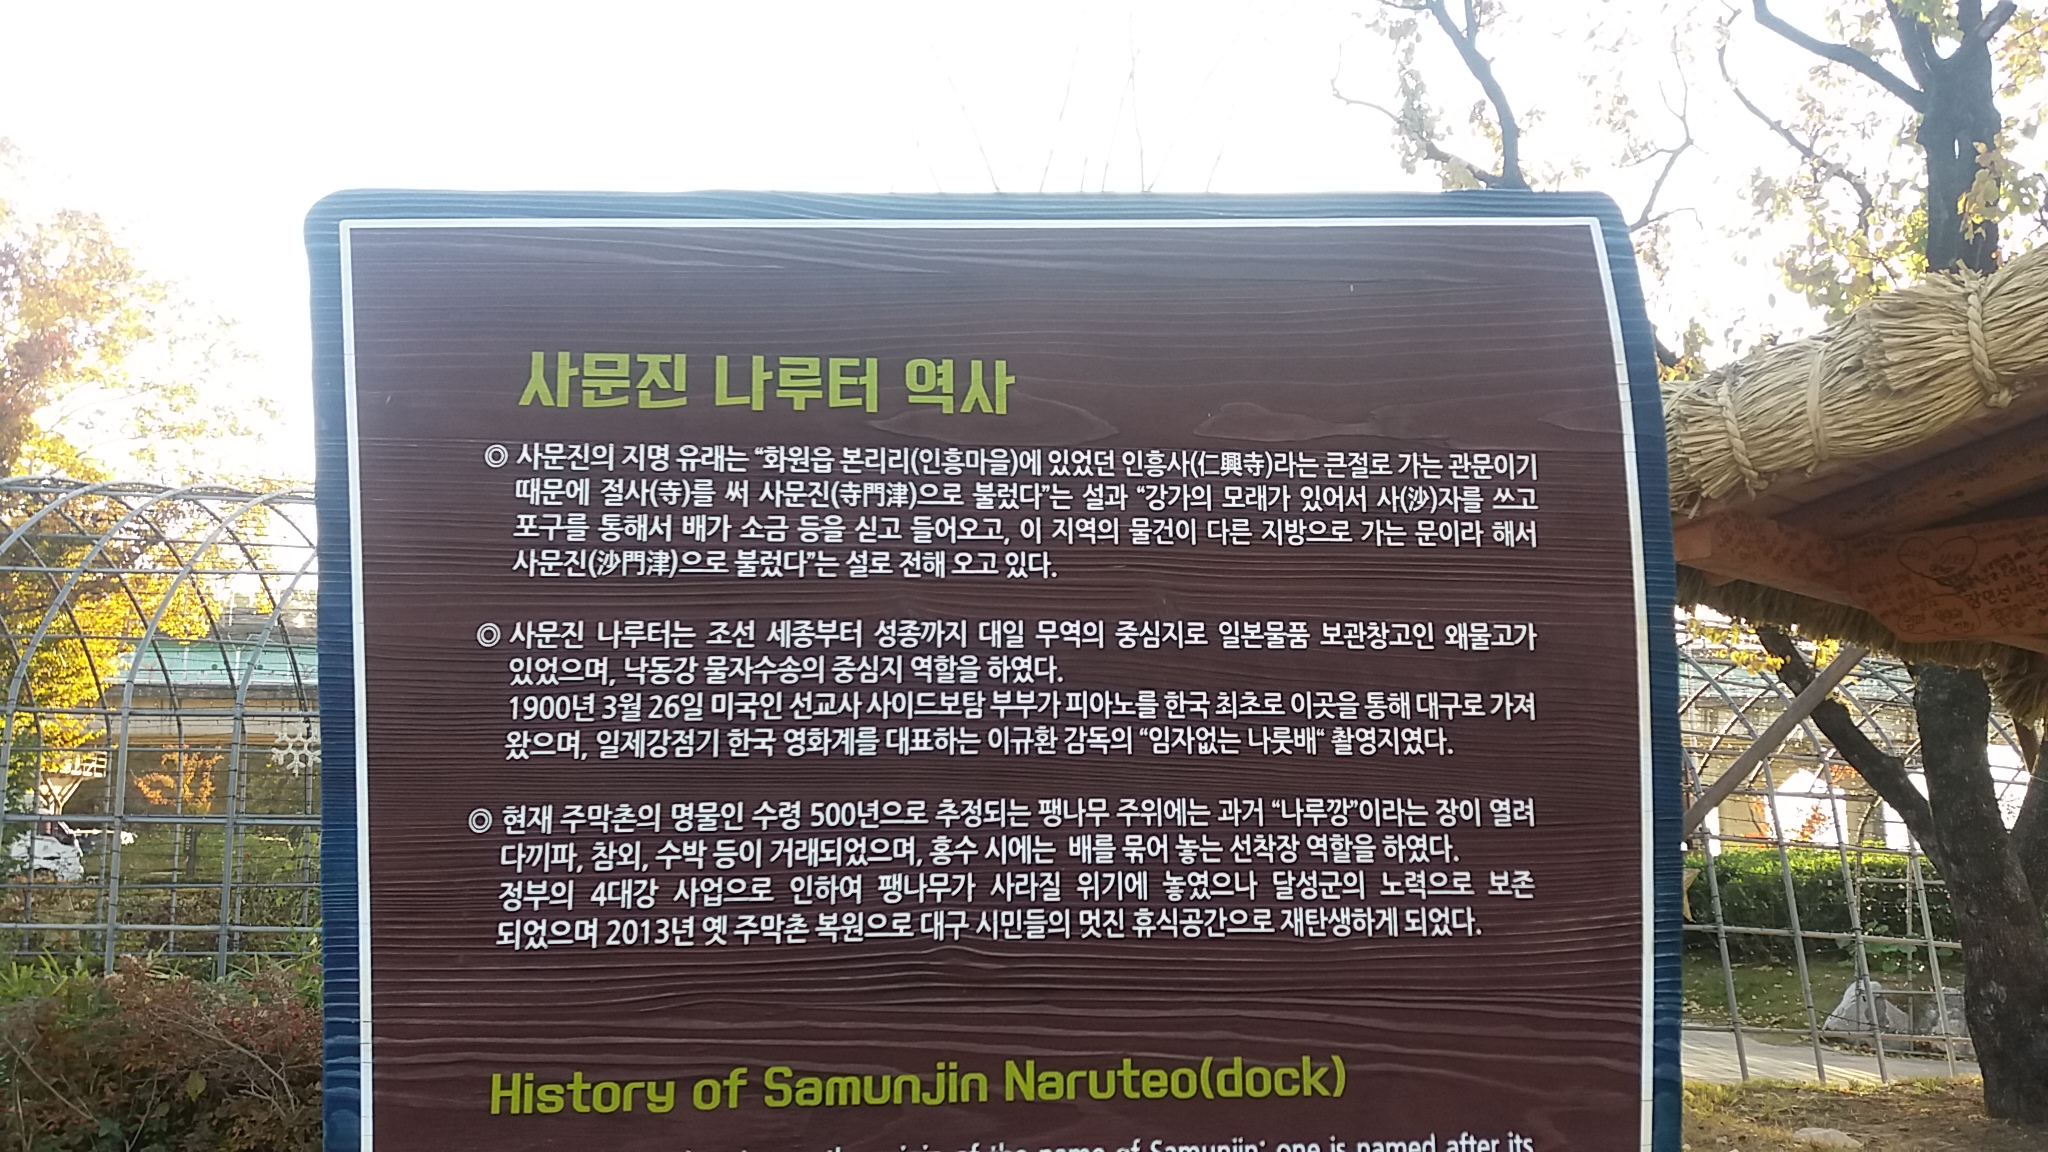 사문진 나루터 역사
◎ 사문진의 지명 유래는 “화원읍 본리리(인흥마을)에 있었던 인흥사(仁興寺)라는 큰절로 가는 관문이기
때문에 절사(寺)를 써 사문진(寺門津)으로 불렀다”는 설과 “강가의 모래가 있어서 사(沙)자를 쓰고
포구를 통해서 배가 소금 등을 싣고 들어오고, 이 지역의 물건이 다른 지방으로 가는 문이라 해서
사문진(沙門津)으로 불렀다”는 설로 전해 오고 있다.
◎ 사문진 나루터는 조선 세종부터 성종까지 대일 무역의 중심지로 일본물품 보관창고인 왜물고가
있었으며, 낙동강 물자수송의 중심지 역할을 하였다.
1900년 3월 26일 미국인 선교사 사이드보탐 부부가 피아노를 한국 최초로 이곳을 통해 대구로 가져
왔으며, 일제강점기 한국 영화계를 대표하는 이규환 감독의 “임자없는 나룻배“ 촬영지였다.
◎ 현재 주막촌의 명물인 수령 500년으로 추정되는 팽나무 주위에는 과거 “나루깡”이라는 장이 열려
다끼파, 참외, 수박 등이 거래되었으며, 홍수 시에는 배를 묶어 놓는 선착장 역할을 하였다.
정부의 4대강 사업으로 인하여 팽나무가 사라질 위기에 놓였으나 달성군의 노력으로 보존
되었으며 2013년 옛 주막촌 복원으로 대구 시민들의 멋진 휴식공간으로 재탄생하게 되었다.
History of Samunjin Naruteo(dock)
origin of the name of Samunjin: one is named after its